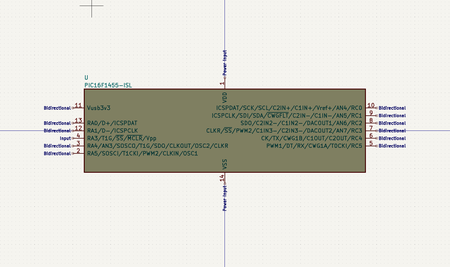 Power Input
1
U
PIC16F1455-ISL
VDD
Bidirectional 11 Vusb3v3
ICSPDAT/SCK/SCL/C2IN+/C1IN+/Vref+/AN4/RC0 10 Bidirectional
ICSPCLK/SDI/SDA/CWGFLT/C2IN-/C1IN-/AN5/RC1 9 Bidirectional
Bidirectional 13 RA0/D+/ICSPDAT
SDO/C2IN2-/C1IN2-/DACOUT1/AN6/RC2 8 Bidirectional
Bidirectional 12 RA1/D-/ICSPCLK
CLKR/SS/PWM2/C1IN3-/C2IN3-/DACOUT2/AN7/RC3 7 Bidirectional
Input 4 RA3/T1G/SS/MCLR/Vpp
CK/TX/CWG1B/C1OUT/C2OUT/RC4 6 Bidirectional
Bidirectional 3 RA4/AN3/SOSCO/T1G/SDO/CLKOUT/OSC2/CLKR
PWM1/DT/RX/CWG1A/T0CKI/RC5 5 Bidirectional
Bidirectional 2 RA5/SOSCI/T1CKI/PWM2/CLKIN/OSC1
VSS
14
Power Input